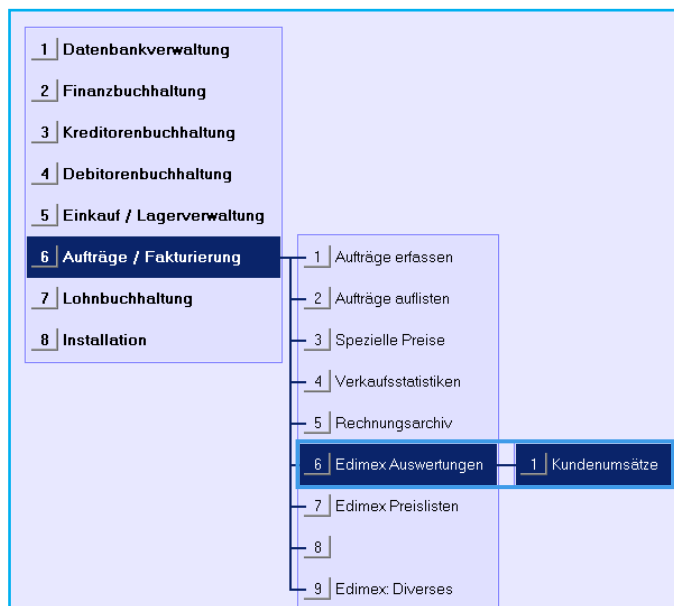 1 Datenbankverwaltung
2 Finanzbuchhaltung
3 Kreditorenbuchhaltung
4 Debitorenbuchhaltung
5 Einkauf / Lagerverwaltung
6 Aufträge / Fakturierung
7 Lohnbuchhaltung
8 Installation
1 Aufträge erfassen
2 Aufträge auflisten
3 Spezielle Preise
4 Verkaufsstatistiken
5 Rechnungsarchiv
6 Edimex Auswertungen
7 Edimex Preislisten
8
9 Edimex: Diverses
1 Kundenumsätze